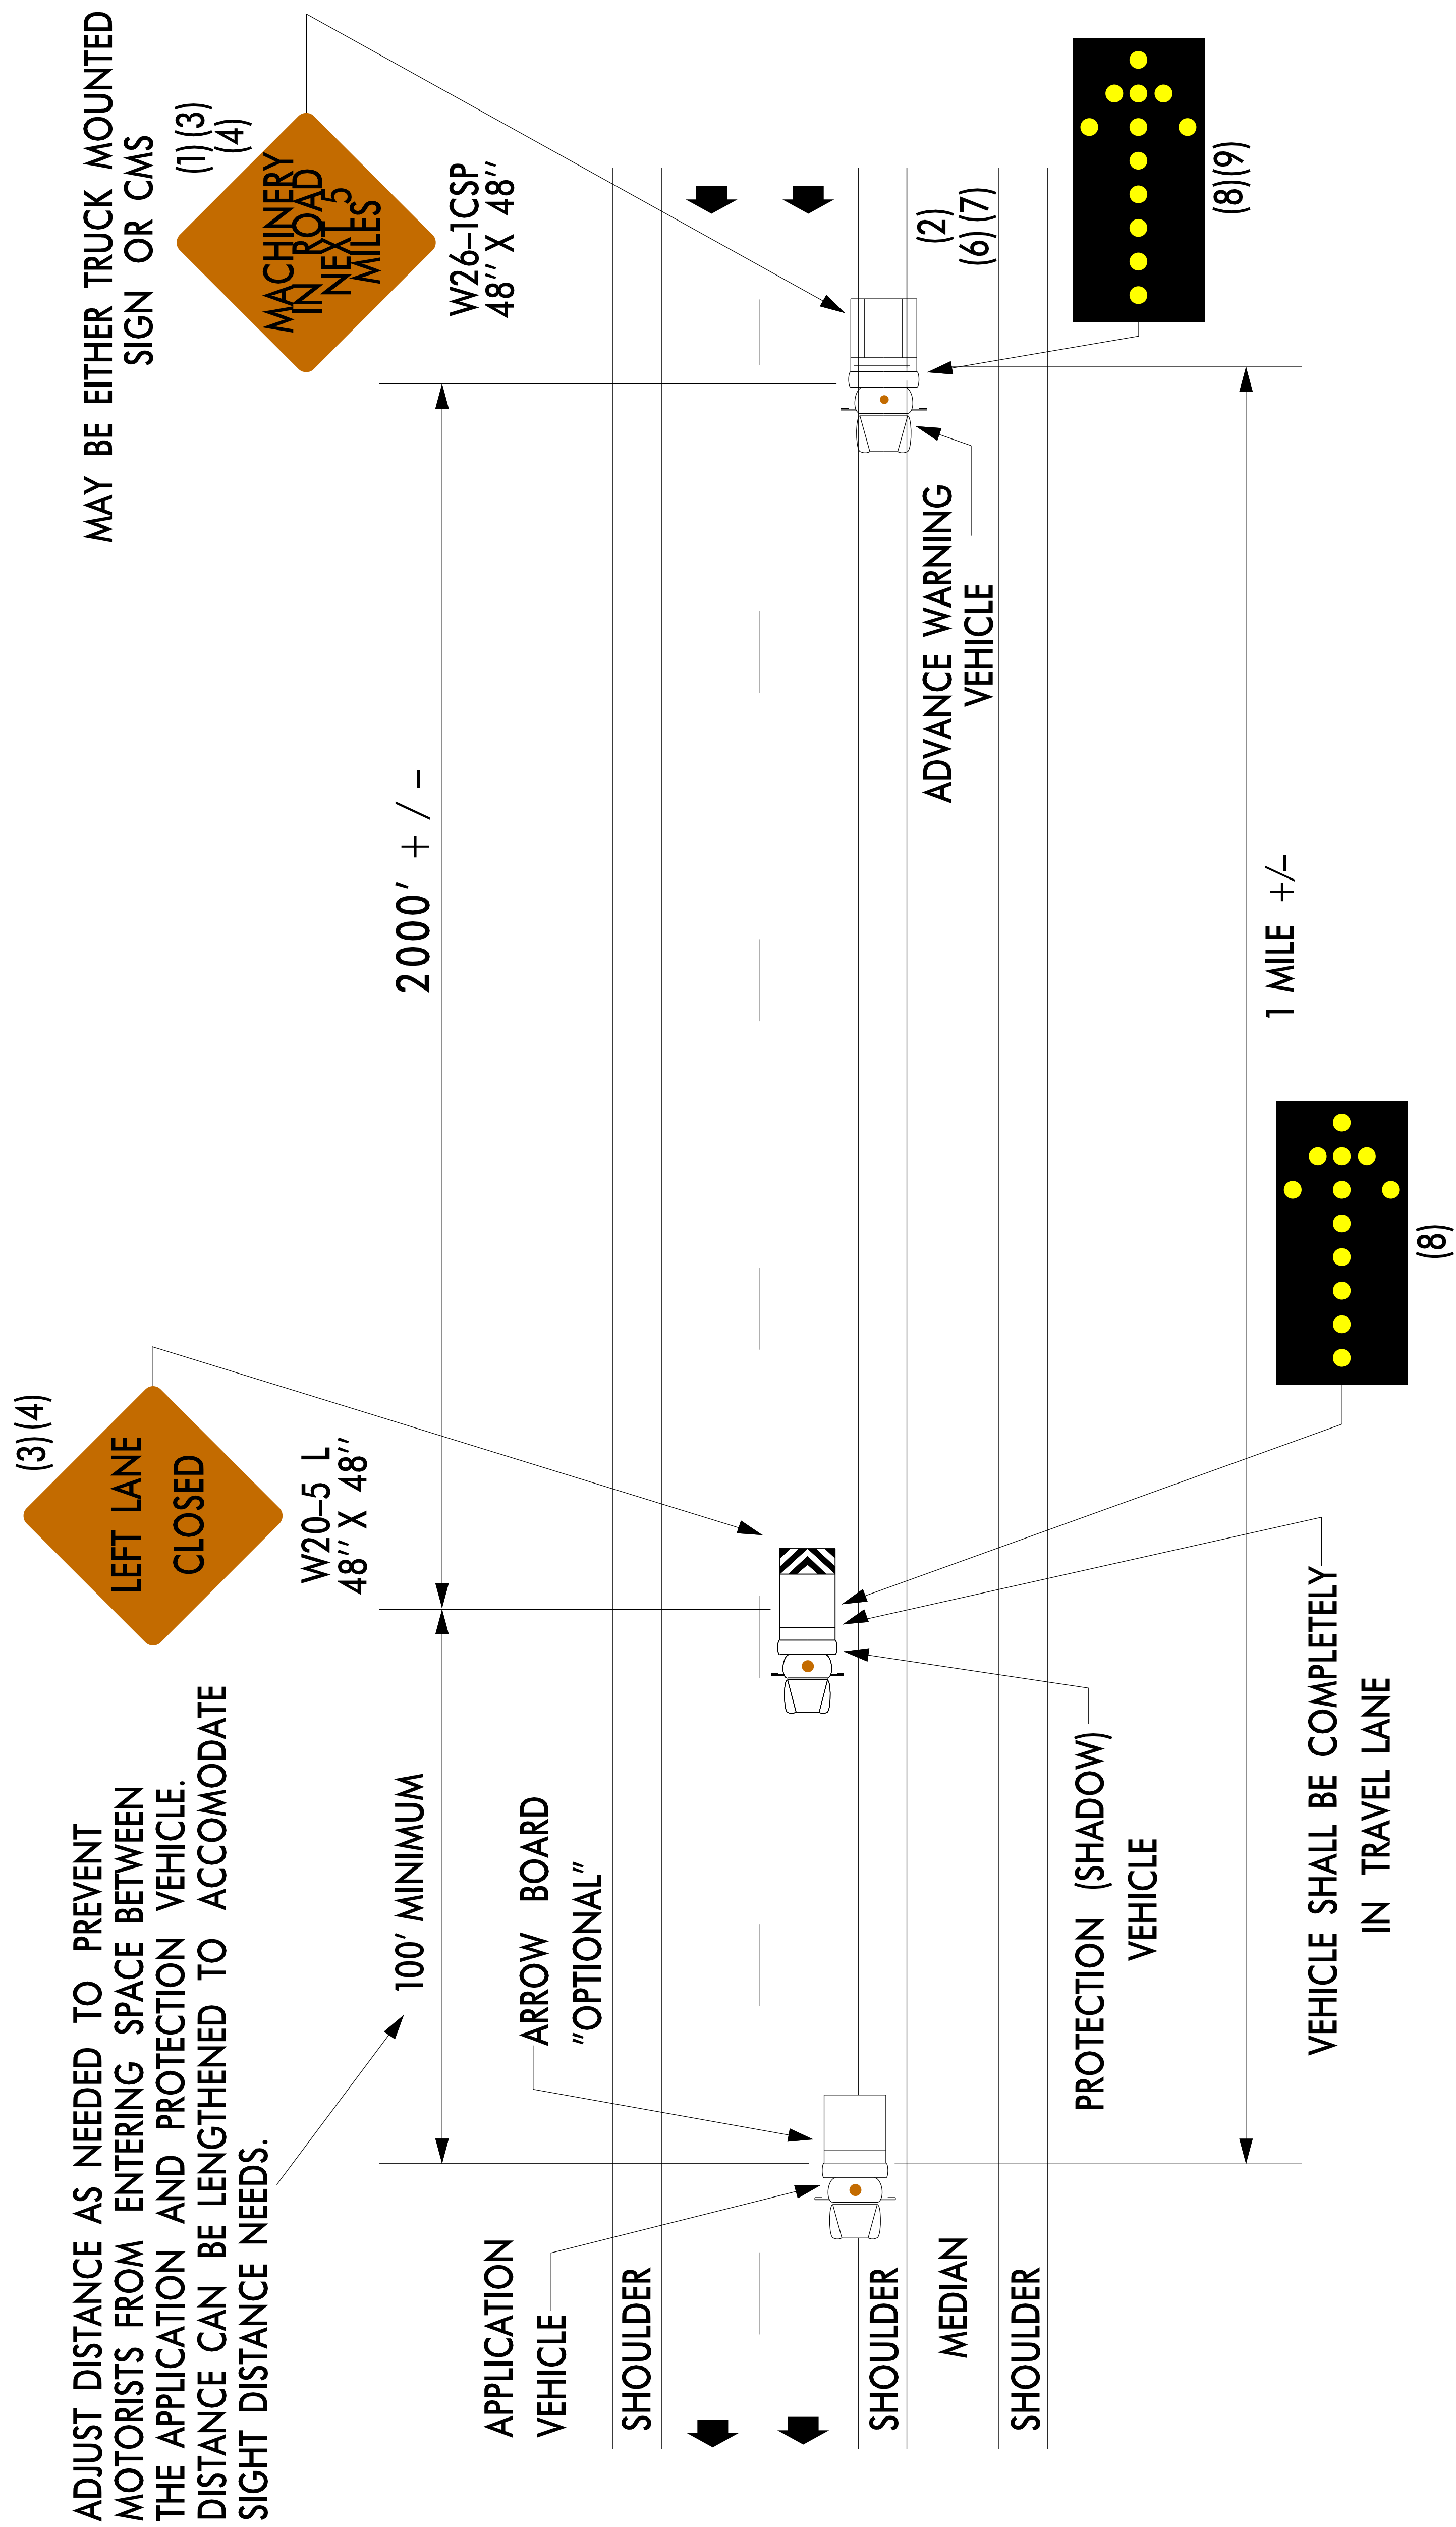 ADJUST DISTANCE AS NEEDED TO PREVENT
MOTORISTS FROM ENTERING SPACE BETWEEN
THE APPLICATION AND PROTECTION VEHICLE.
DISTANCE CAN BE LENGTHENED TO ACCOMODATE
SIGHT DISTANCE NEEDS.
(3)(4)
LEFT LANE
CLOSED
W20-5 L
48'' X 48''
MAY BE EITHER TRUCK MOUNTED
SIGN OR CMS
(1)(3)
(4)
MACHINERY
IN ROAD
NEXT 5
MILES
W26-1CSP
48'' X 48''
100' MINIMUM
2000' +/-
ARROW BOARD
"OPTIONAL"
APPLICATION
VEHICLE
SHOULDER
SHOULDER
MEDIAN
SHOULDER
(2)
(6)(7)
ADVANCE WARNING
VEHICLE
(8)(9)
PROTECTION (SHADOW)
VEHICLE
1 MILE +/-
VEHICLE SHALL BE COMPLETELY
IN TRAVEL LANE
(8)